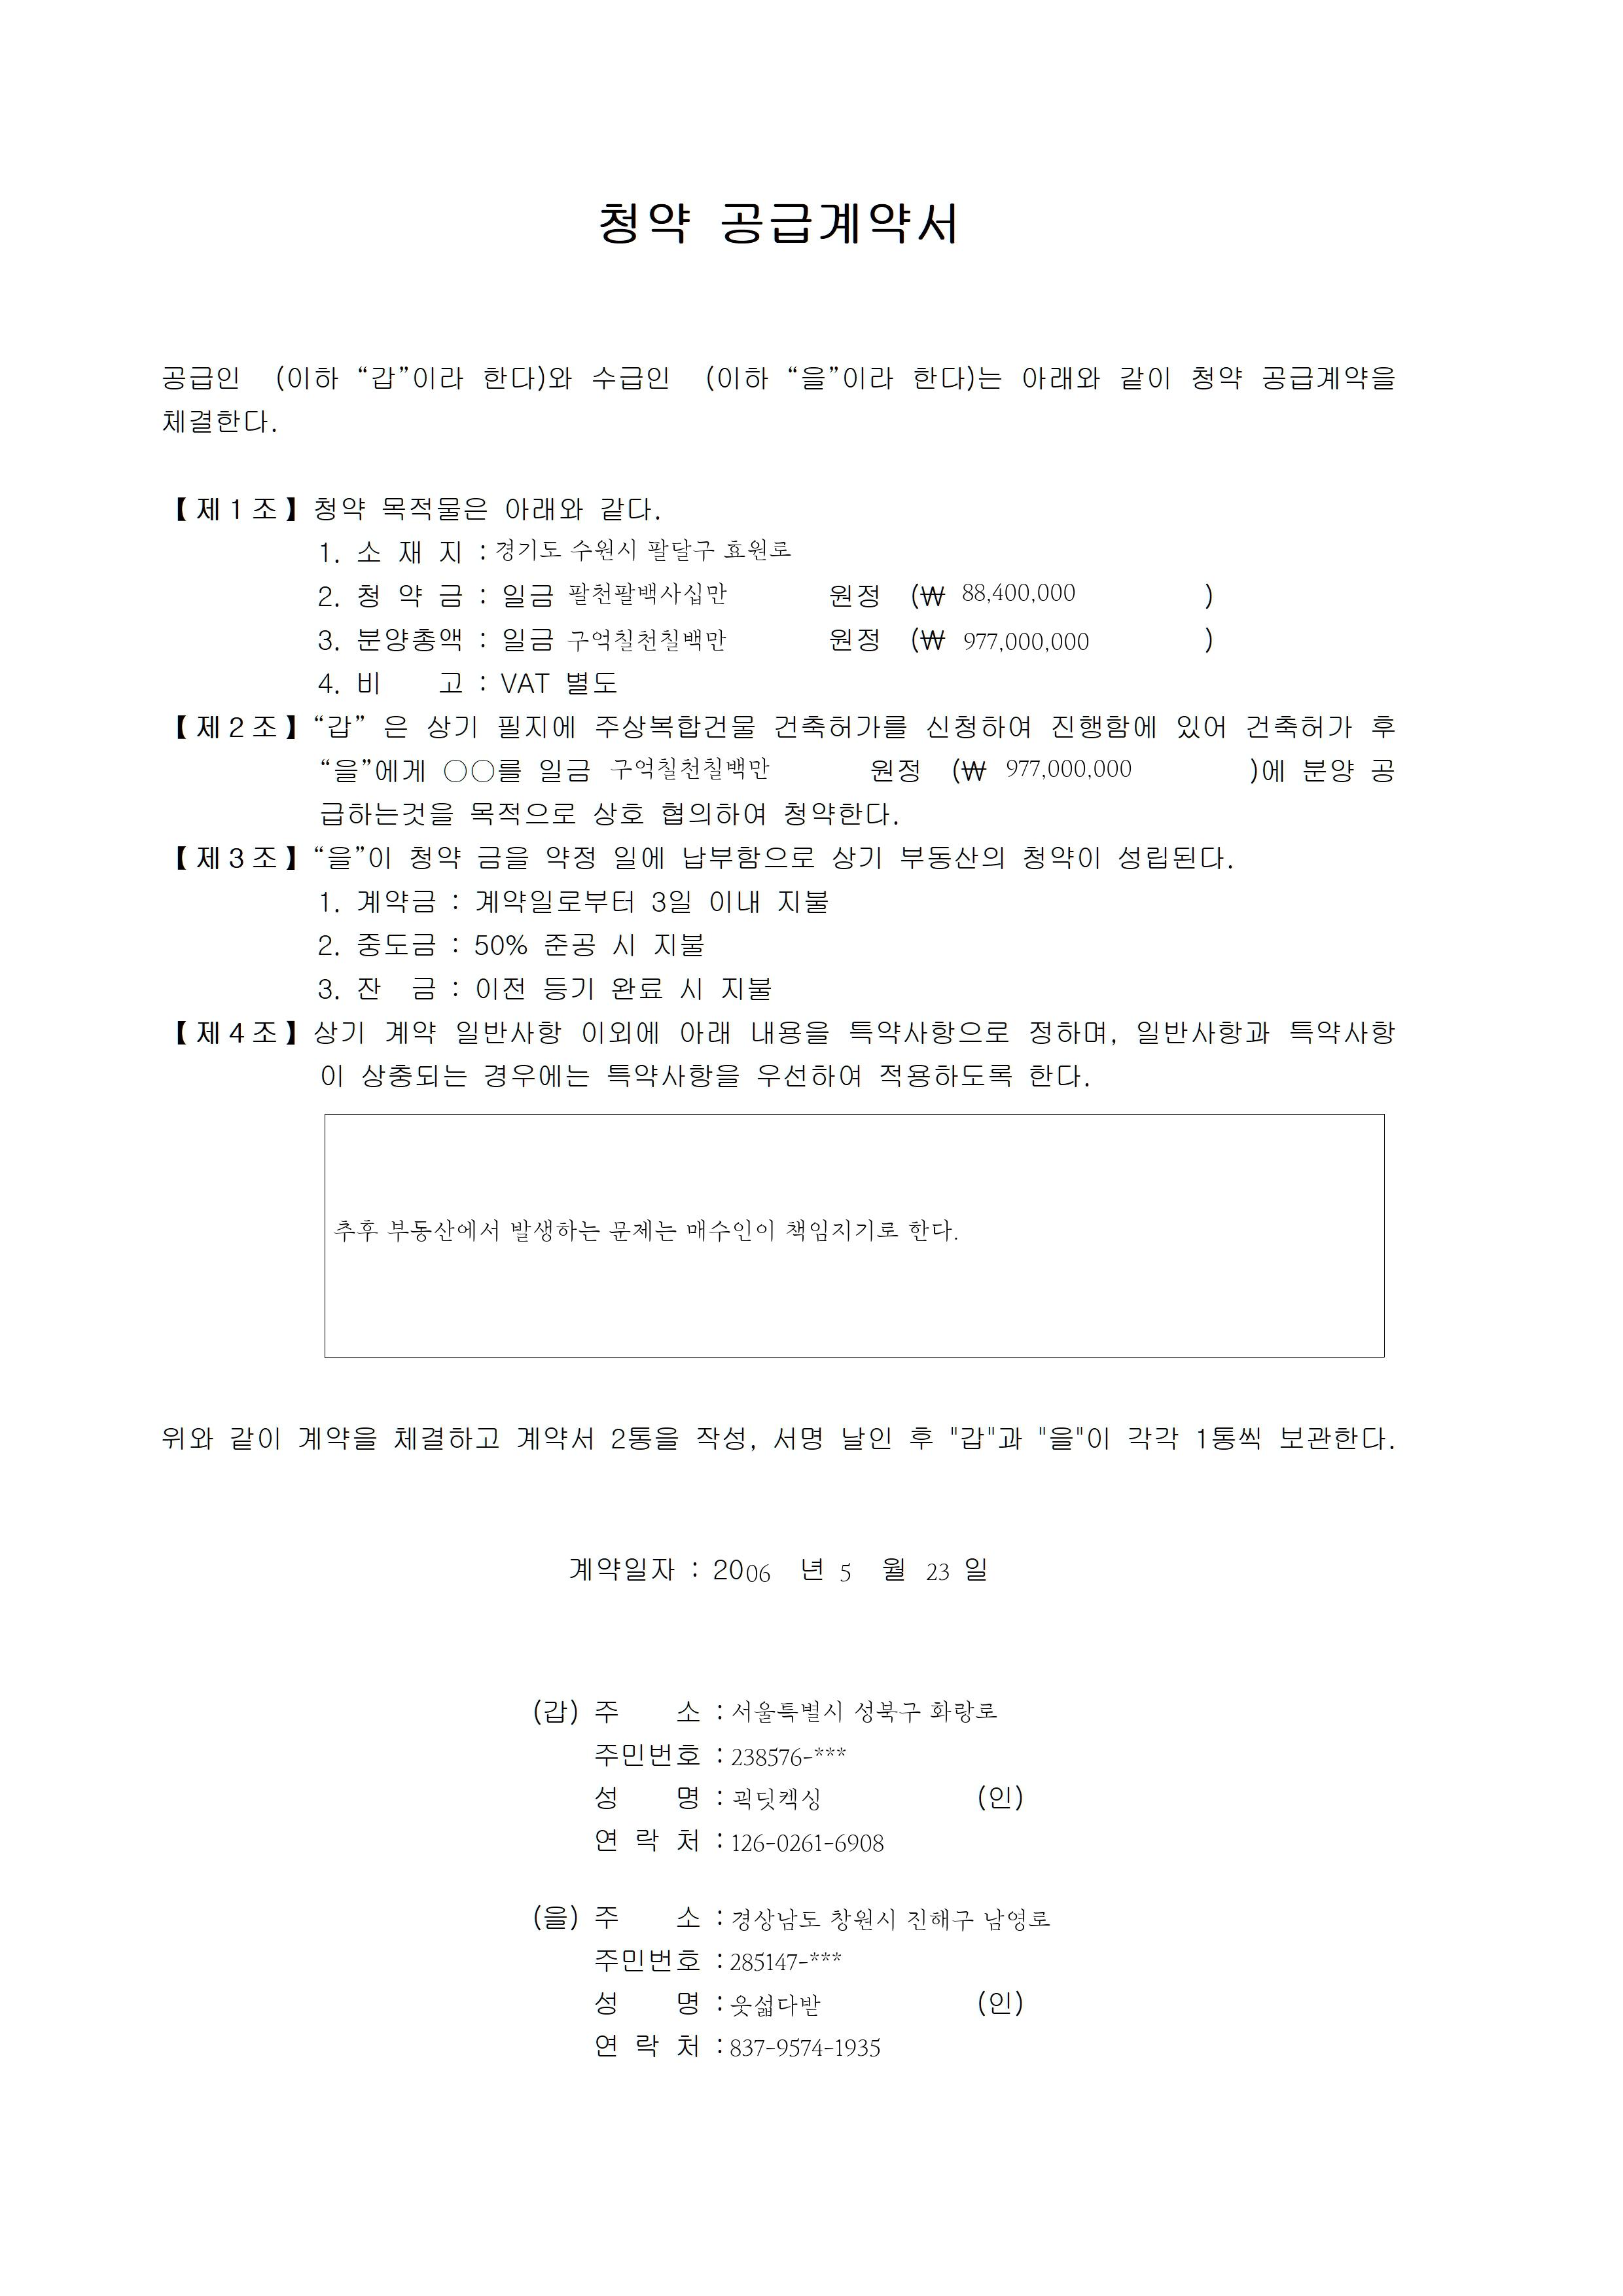 청약 공급계약서
공급인 (이하 “갑”이라 한다)와 수급인 (이하 “을”이라 한다)는 아래와 같이 청약 공급계약을
체결한다.
【제1조】청약 목적물은 아래와 같다.
1. 소 재 지 : 경기도 수원시 팔달구 효원로
2. 청 약 금 : 일금 팔천팔백사십만 원정 (₩ 88,400,000 )
3. 분양총액 : 일금 구억칠천칠백만 원정 (₩ 977,000,000 )
4. 비 고 : VAT 별도
【제2조】“갑” 은 상기 필지에 주상복합건물 건축허가를 신청하여 진행함에 있어 건축허가 후
“을”에게 ○○를 일금 구억칠천칠백만 원정 (₩ 977,000,000 )에 분양 공
급하는것을 목적으로 상호 협의하여 청약한다.
【제3조】“을”이 청약 금을 약정 일에 납부함으로 상기 부동산의 청약이 성립된다.
1. 계약금 : 계약일로부터 3일 이내 지불
2. 중도금 : 50% 준공 시 지불
3. 잔 금 : 이전 등기 완료 시 지불
【제4조】상기 계약 일반사항 이외에 아래 내용을 특약사항으로 정하며, 일반사항과 특약사항
이 상충되는 경우에는 특약사항을 우선하여 적용하도록 한다.
추후 부동산에서 발생하는 문제는 매수인이 책임지기로 한다.
위와 같이 계약을 체결하고 계약서 2통을 작성, 서명 날인 후 "갑"과 "을"이 각각 1통씩 보관한다.
계약일자 : 2006 년 5 월 23 일
(갑) 주 소 : 서울특별시 성북구 화랑로
주민번호 : 238576-***
성 명 : 괵딧켁싱 (인)
연 락 처 : 126-0261-6908
(을) 주 소 : 경상남도 창원시 진해구 남영로
주민번호 : 285147-***
성 명 : 웃섧다받 (인)
연 락 처 : 837-9574-1935